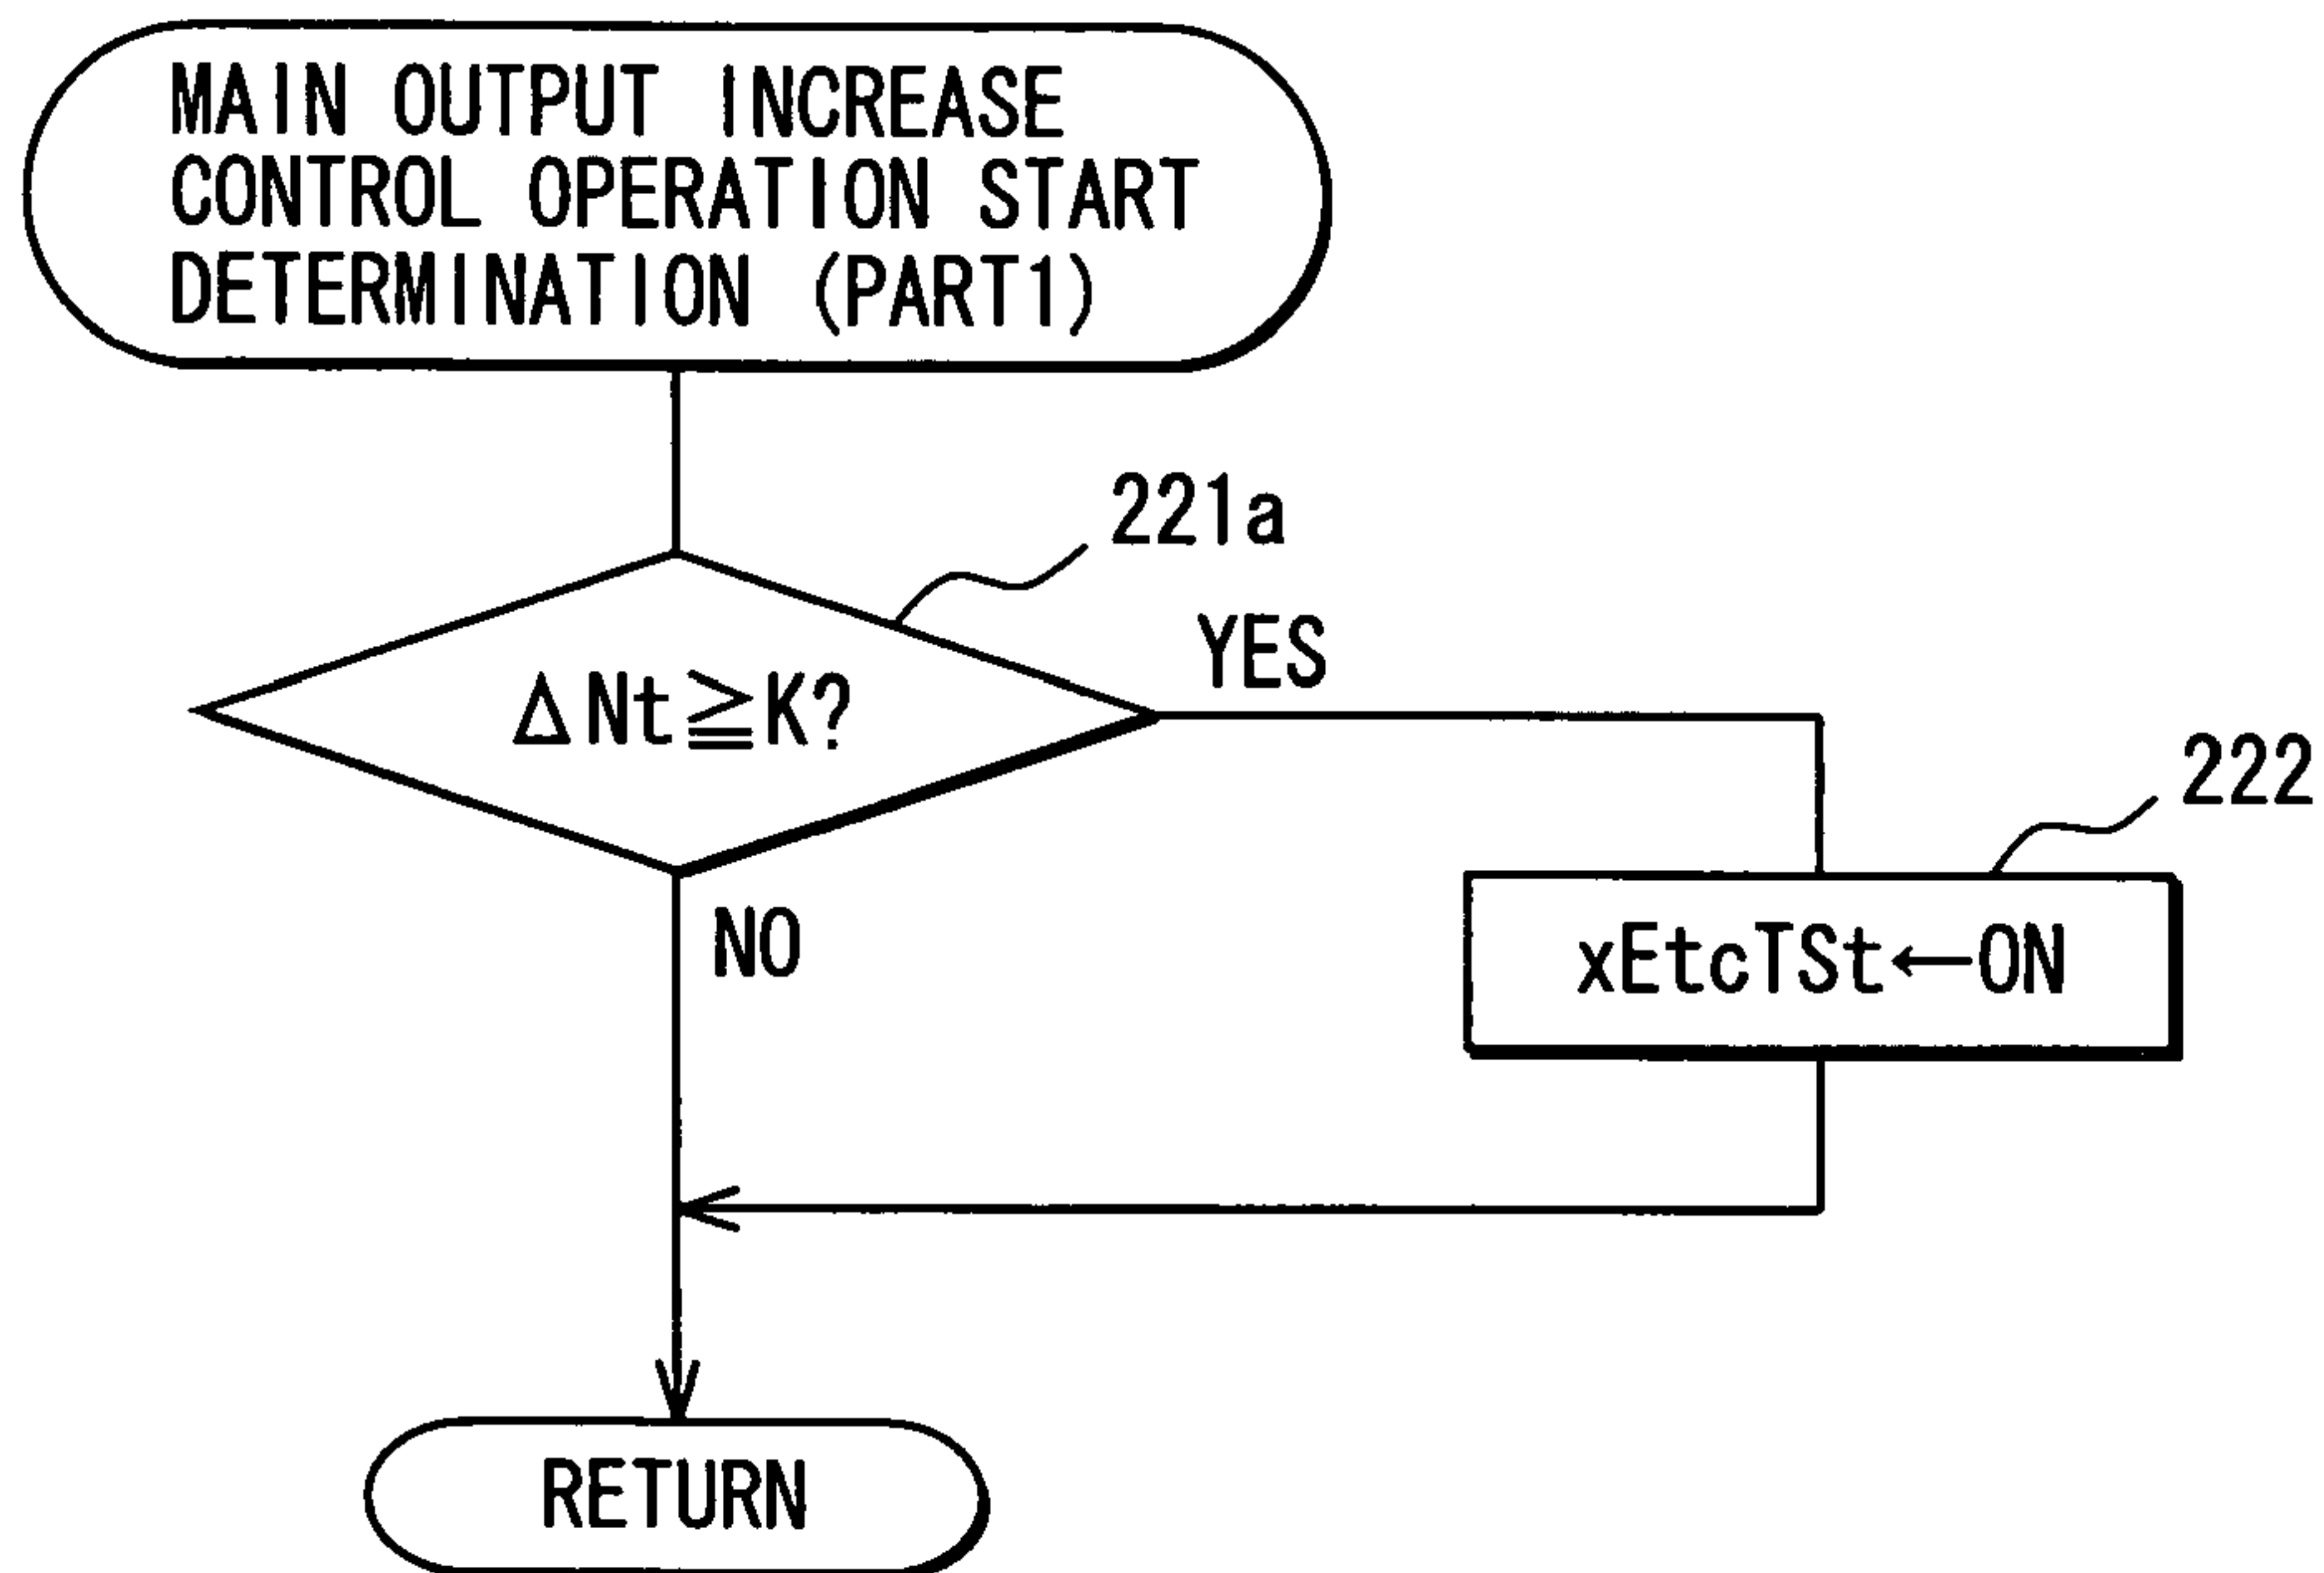 MAIN OUTPUT INCREASE
CONTROL OPERATION START
DETERMINATION (PART1)
221a
YES
ΔNt≧K?
222
NO
xEtcTSt←ON
RETURN